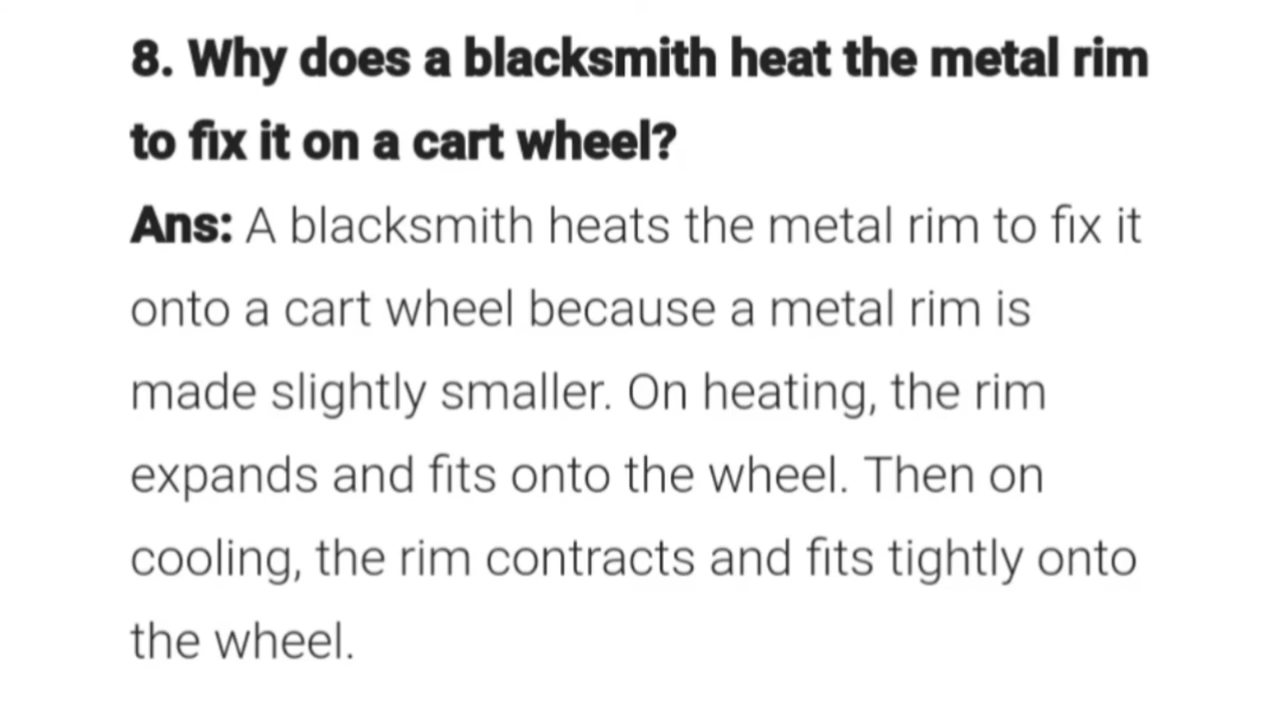 8. Why does a blacksmith heat the metal rim
to fix it on a cart wheel?
Ans: A blacksmith heats the metal rim to fix it
onto a cart wheel because a metal rim is
made slightly smaller. On heating, the rim
expands and fits onto the wheel. Then on
cooling, the rim contracts and fits tightly onto
the wheel.